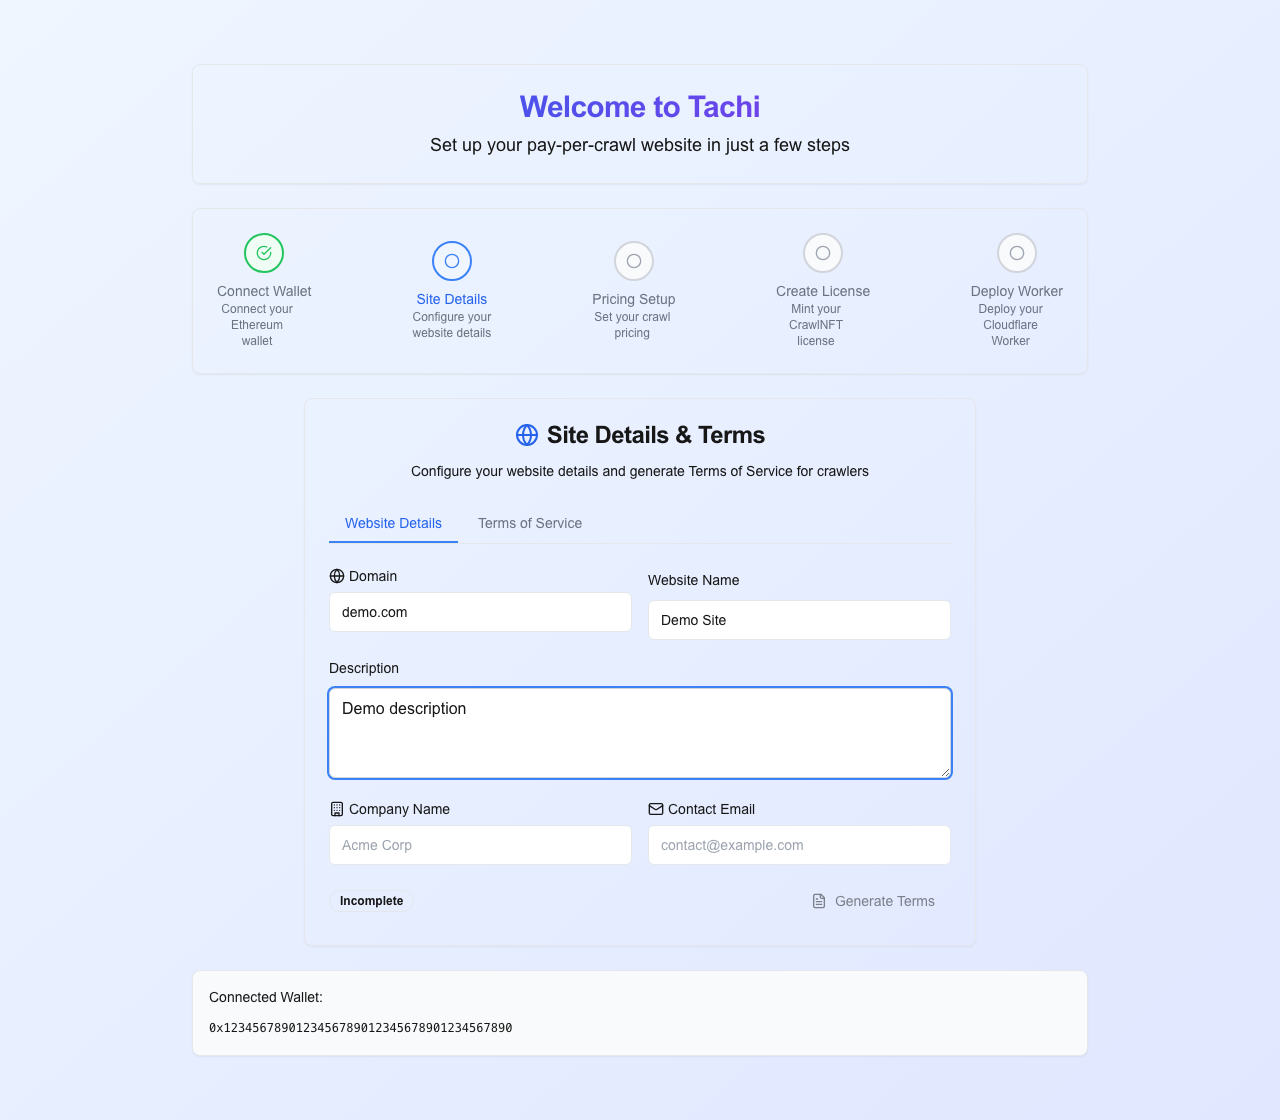 Welcome to Tachi
Set up your pay-per-crawl website in just a few steps
Connect Wallet
Connect your
Ethereum
wallet
Site Details
Configure your
website details
Pricing Setup
Set your crawl
pricing
Create License
Mint your
CrawlNFT
license
Deploy Worker
Deploy your
Cloudflare
Worker
Site Details & Terms
Configure your website details and generate Terms of Service for crawlers
Website Details
Terms of Service
Domain
demo.com
Website Name
Demo Site
Description
Demo description
Company Name
Acme Corp
Contact Email
contact@example.com
Incomplete
Generate Terms
Connected Wallet:
0x1234567890123456789012345678901234567890